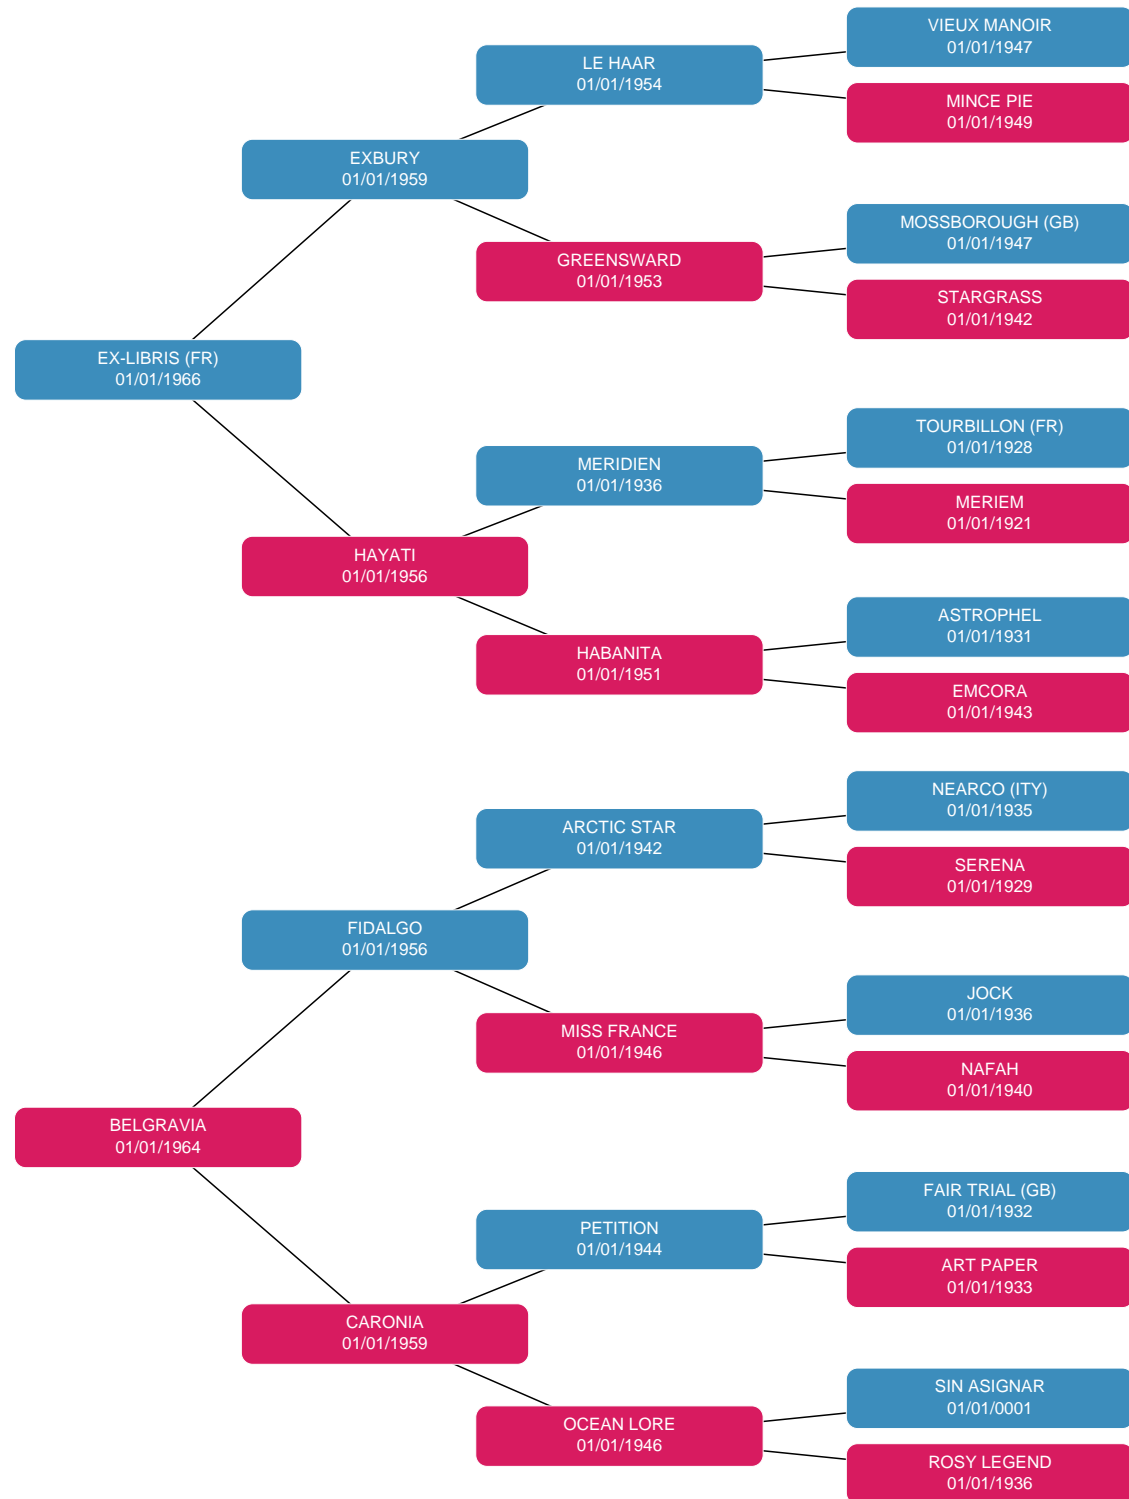 VIEUX MANOIR
01/01/1947
LE HAAR
01/01/1954
MINCE PIE
01/01/1949
EXBURY
01/01/1959
MOSSBOROUGH (GB)
01/01/1947
GREENSWARD
01/01/1953
STARGRASS
01/01/1942
EX-LIBRIS (FR)
01/01/1966
TOURBILLON (FR)
01/01/1928
MERIDIEN
01/01/1936
MERIEM
01/01/1921
HAYATI
01/01/1956
ASTROPHEL
01/01/1931
HABANITA
01/01/1951
EMCORA
01/01/1943
NEARCO (ITY)
01/01/1935
ARCTIC STAR
01/01/1942
SERENA
01/01/1929
FIDALGO
01/01/1956
JOCK
01/01/1936
MISS FRANCE
01/01/1946
NAFAH
01/01/1940
BELGRAVIA
01/01/1964
FAIR TRIAL (GB)
01/01/1932
PETITION
01/01/1944
ART PAPER
01/01/1933
CARONIA
01/01/1959
SIN ASIGNAR
01/01/0001
OCEAN LORE
01/01/1946
ROSY LEGEND
01/01/1936